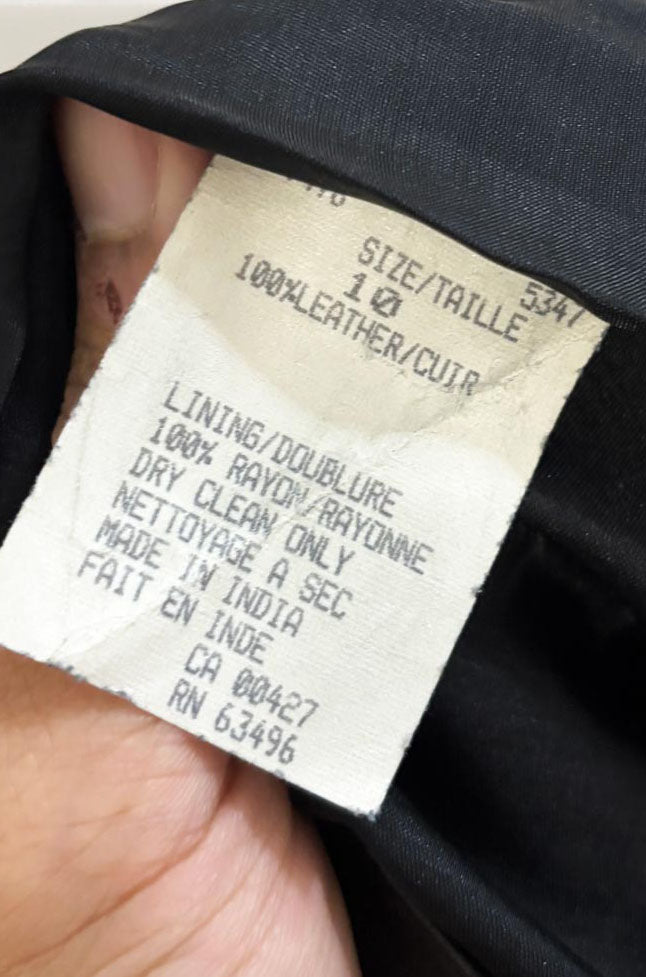 SIZE/TAILLE
10
100%LEATHER/CUIR
LINING/DOUBLURE
100% RAYON/RAYONNE
DRY CLEAN ONLY
NETTOYAGE A SEC
MADE IN INDIA
FAIT EN INDE
CA 00427
RN 63496